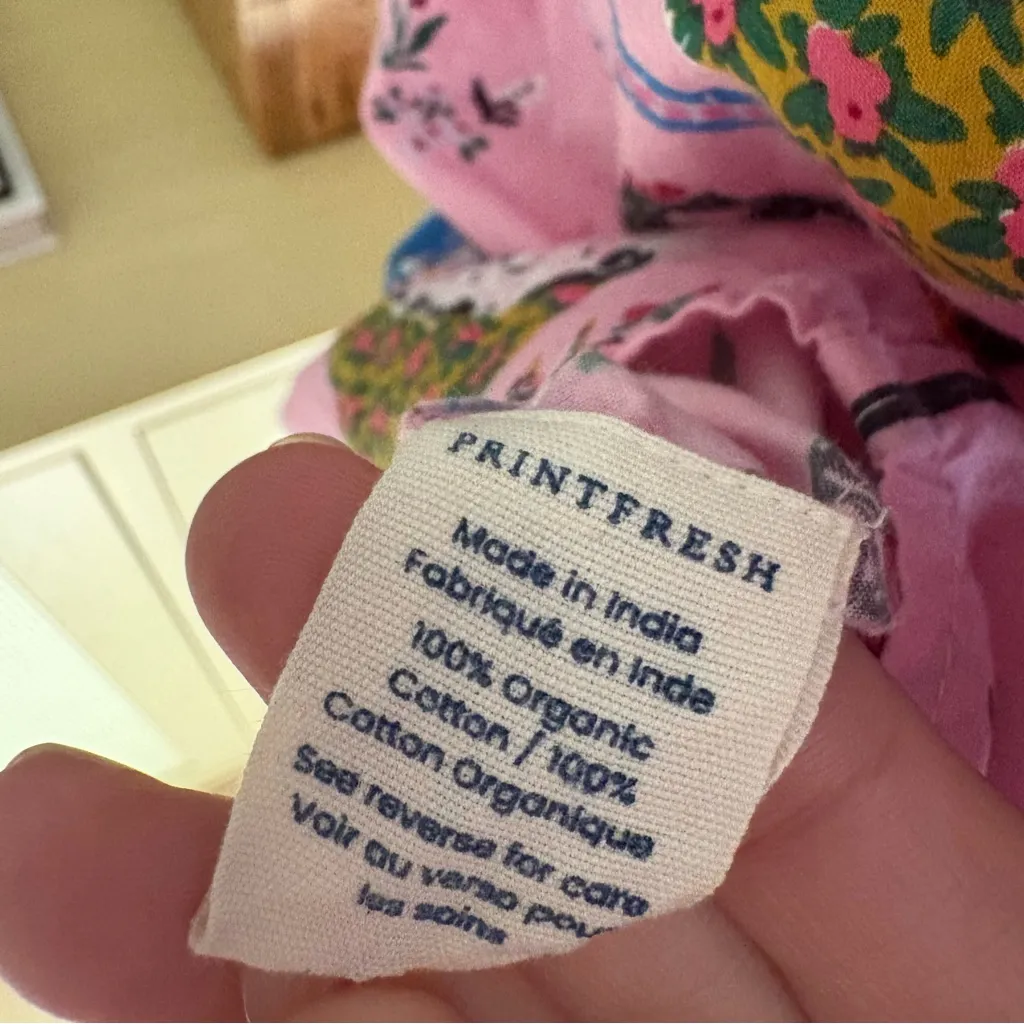 PRINTFRESH
Made in India
Fabriqué en Inde
100% Organic
Cotton / 100%
Cotton Organique
See reverse for care
Voir au verso pour
les soins